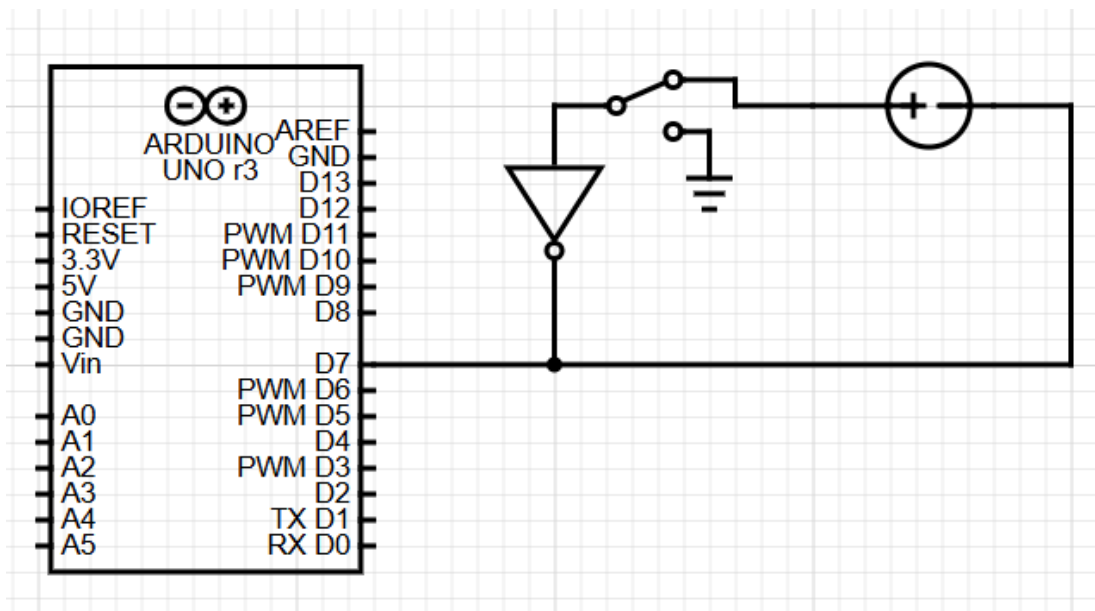 ARDUINO
UNO r3
IOREF
RESET
3.3V
5V
GND
GND
Vin
A0
A1
A2
A3
A4
A5
AREF
GND
D13
D12
PWM D11
PWM D10
PWM D9
D8
D7
PWM D6
PWM D5
D4
PWM D3
D2
TX D1
RX D0